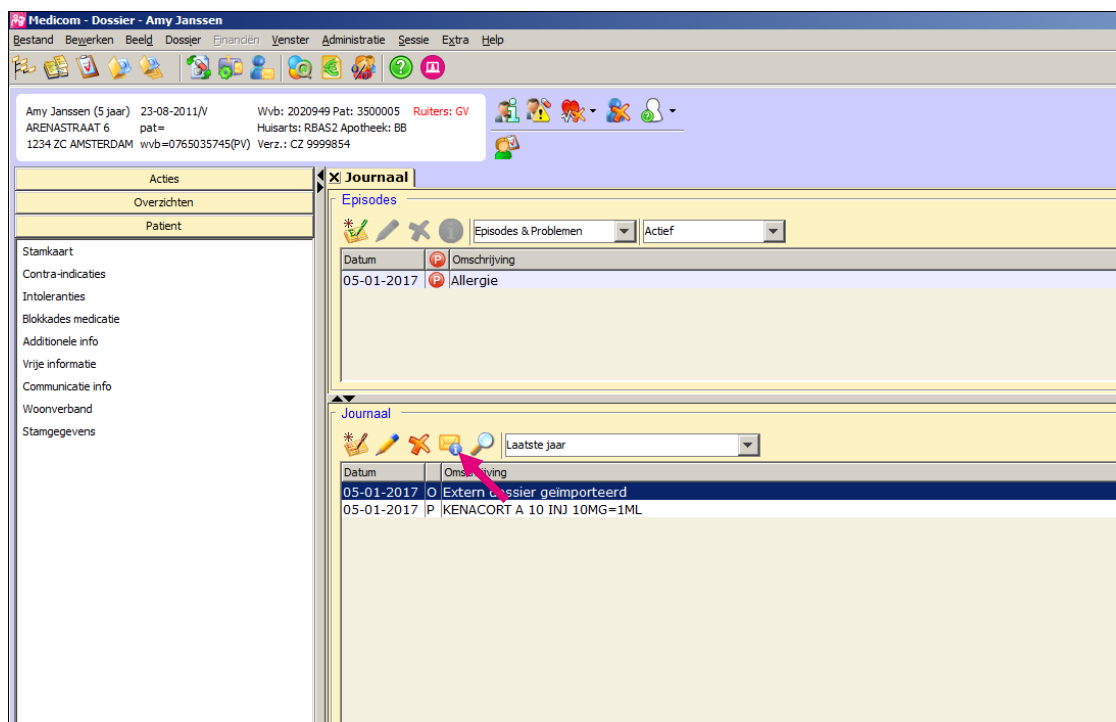 Medicom - Dossier - Amy Janssen
Bestand Bewerken Beeld Dossier Financiën Venster Administratie Sessie Extra Help
Amy Janssen (5 jaar) 23-08-2011/V Wvb: 2020949 Pat: 3500005 Ruiters: GV
ARENASTRAAT 6 pat= Huisarts: RBAS2 Apotheek: BB
1234 ZC AMSTERDAM wvb=0765035745(PV) Verz.: CZ 9999854
Acties
Overzichten
Patient
Stamkaart
Contra-indicaties
Intoleranties
Blokkades medicatie
Additionele info
Vrije informatie
Communicatie info
Woonverband
Stamgegevens
X Journaal
Episodes
Episodes & Problemen Actief
Datum P Omschrijving
05-01-2017 P Allergie
Journaal
Laatste jaar
Datum Omschrijving
05-01-2017 O Extern dossier geïmporteerd
05-01-2017 P KENACORT A 10 INJ 10MG=1ML